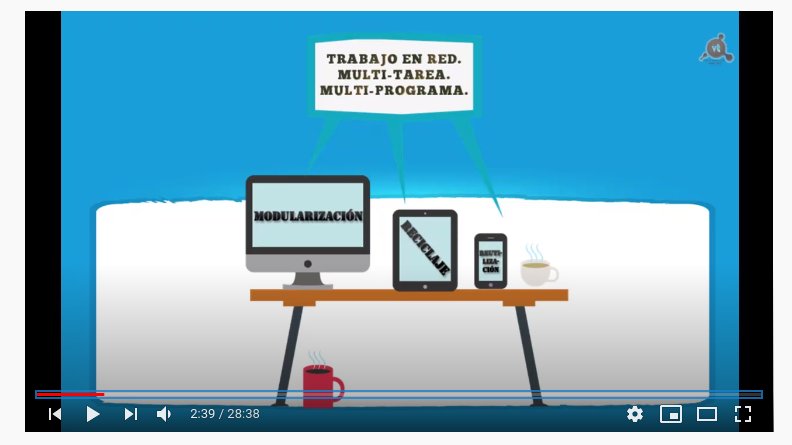 TRABAJO EN RED.
MULTI-TAREA.
MULTI-PROGRAMA.
MODULARIZACIÓN
RECICLAJE
REUTI-
LIZA-
CIÓN
2:39 / 28:38